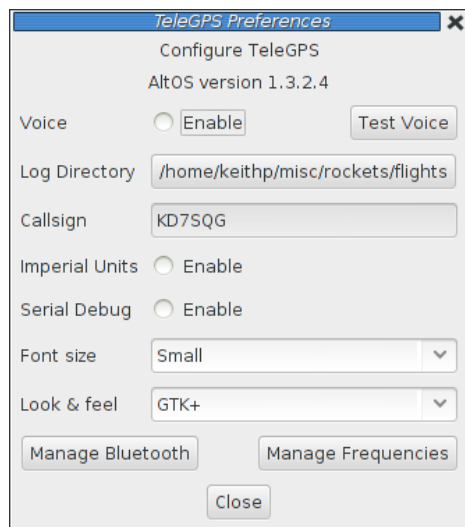 TeleGPS Preferences
Configure TeleGPS
AltOS version 1.3.2.4
Voice Enable Test Voice
Log Directory /home/keithp/misc/rockets/flights
Callsign KD7SQG
Imperial Units Enable
Serial Debug Enable
Font size Small
Look & feel GTK+
Manage Bluetooth Manage Frequencies
Close